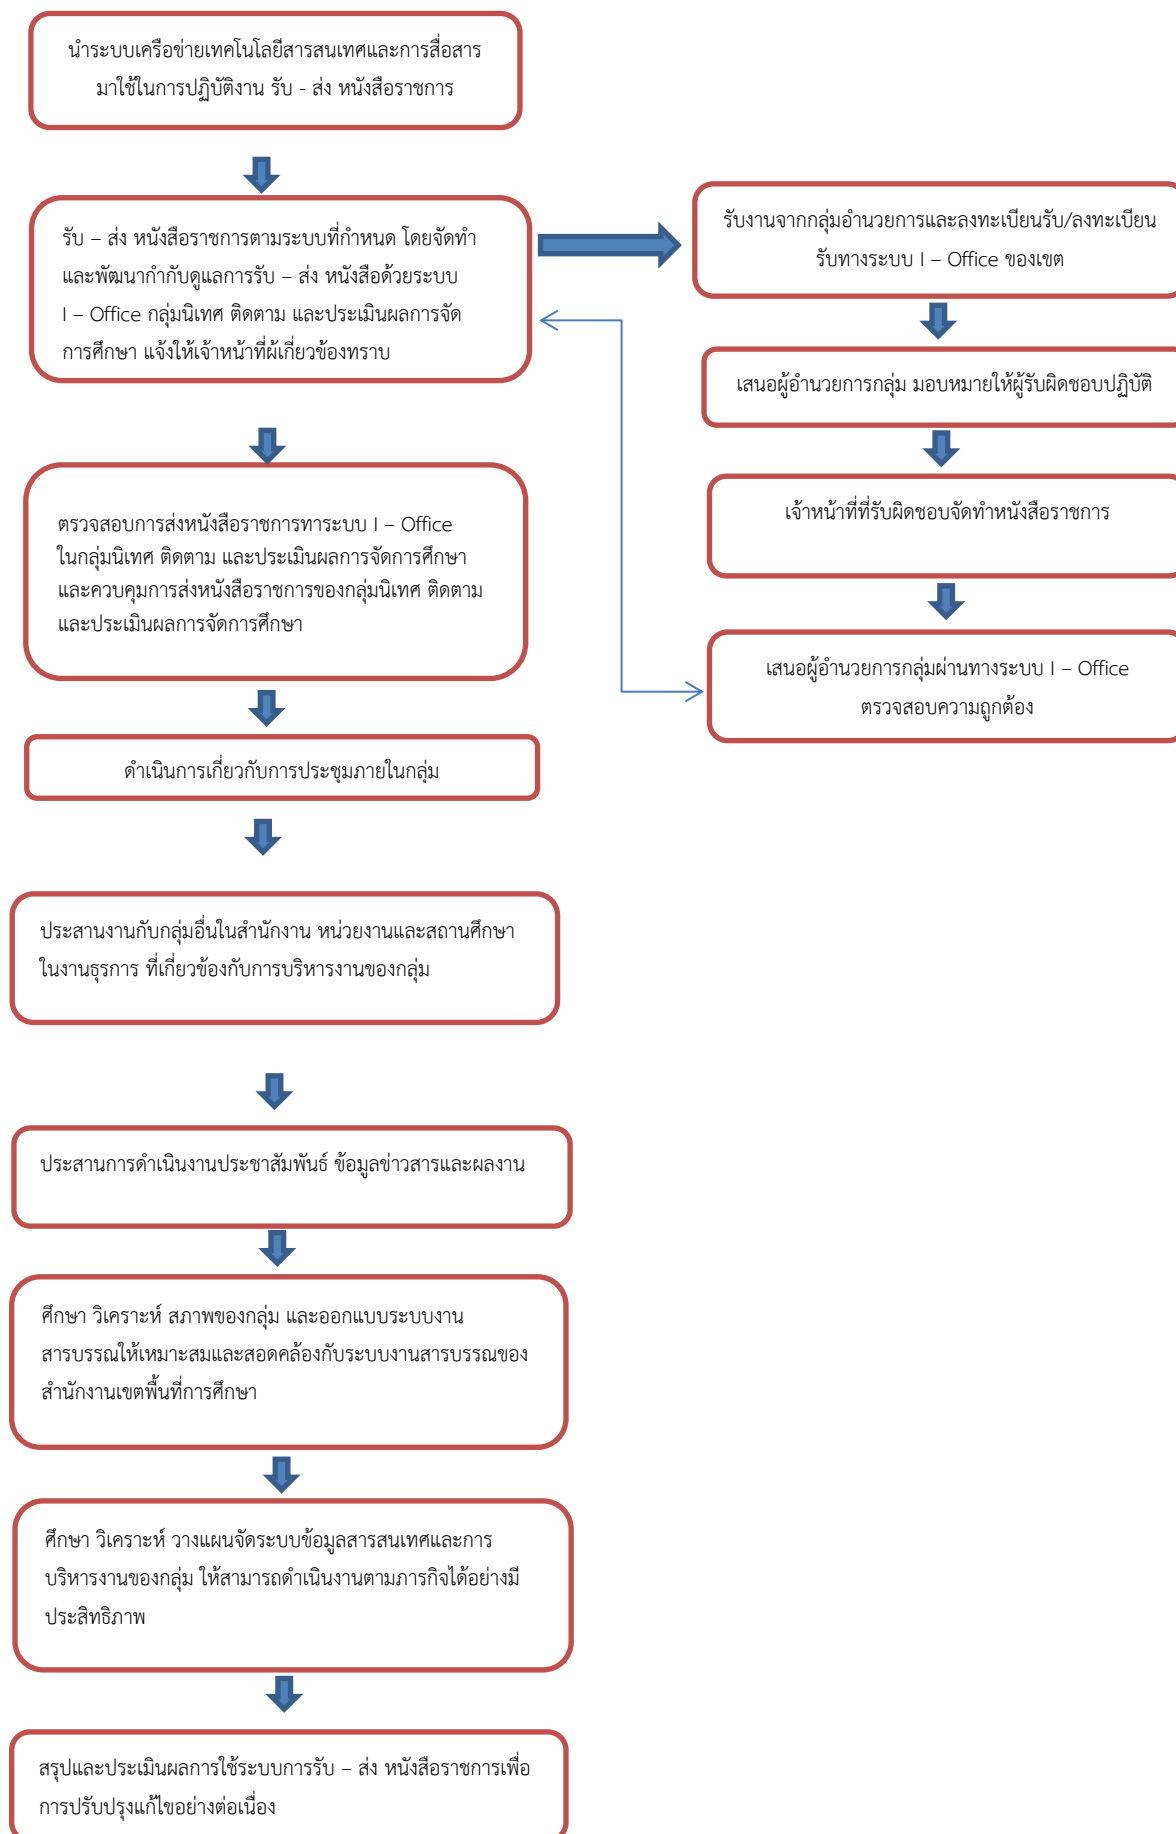 นำระบบเครือข่ายเทคโนโลยีสารสนเทศและการสื่อสาร
มาใช้ในการปฏิบัติงาน รับ - ส่ง หนังสือราชการ
รับ – ส่ง หนังสือราชการตามระบบที่กำหนด โดยจัดทำ
และพัฒนากำกับดูแลการรับ – ส่ง หนังสือด้วยระบบ
I – Office กลุ่มนิเทศ ติดตาม และประเมินผลการจัด
การศึกษา แจ้งให้เจ้าหน้าที่ผู้เกี่ยวข้องทราบ
รับงานจากกลุ่มอำนวยการและลงทะเบียนรับ/ลงทะเบียน
รับทางระบบ I – Office ของเขต
เสนอผู้อำนวยการกลุ่ม มอบหมายให้ผู้รับผิดชอบปฏิบัติ
เจ้าหน้าที่ที่รับผิดชอบจัดทำหนังสือราชการ
เสนอผู้อำนวยการกลุ่มผ่านทางระบบ I – Office
ตรวจสอบความถูกต้อง
ตรวจสอบการส่งหนังสือราชการทาระบบ I – Office
ในกลุ่มนิเทศ ติดตาม และประเมินผลการจัดการศึกษา
และควบคุมการส่งหนังสือราชการของกลุ่มนิเทศ ติดตาม
และประเมินผลการจัดการศึกษา
ดำเนินการเกี่ยวกับการประชุมภายในกลุ่ม
ประสานงานกับกลุ่มอื่นในสำนักงาน หน่วยงานและสถานศึกษา
ในงานธุรการ ที่เกี่ยวข้องกับการบริหารงานของกลุ่ม
ประสานการดำเนินงานประชาสัมพันธ์ ข้อมูลข่าวสารและผลงาน
ศึกษา วิเคราะห์ สภาพของกลุ่ม และออกแบบระบบงาน
สารบรรณให้เหมาะสมและสอดคล้องกับระบบงานสารบรรณของ
สำนักงานเขตพื้นที่การศึกษา
ศึกษา วิเคราะห์ วางแผนจัดระบบข้อมูลสารสนเทศและการ
บริหารงานของกลุ่ม ให้สามารถดำเนินงานตามภารกิจได้อย่างมี
ประสิทธิภาพ
สรุปและประเมินผลการใช้ระบบการรับ – ส่ง หนังสือราชการเพื่อ
การปรับปรุงแก้ไขอย่างต่อเนื่อง